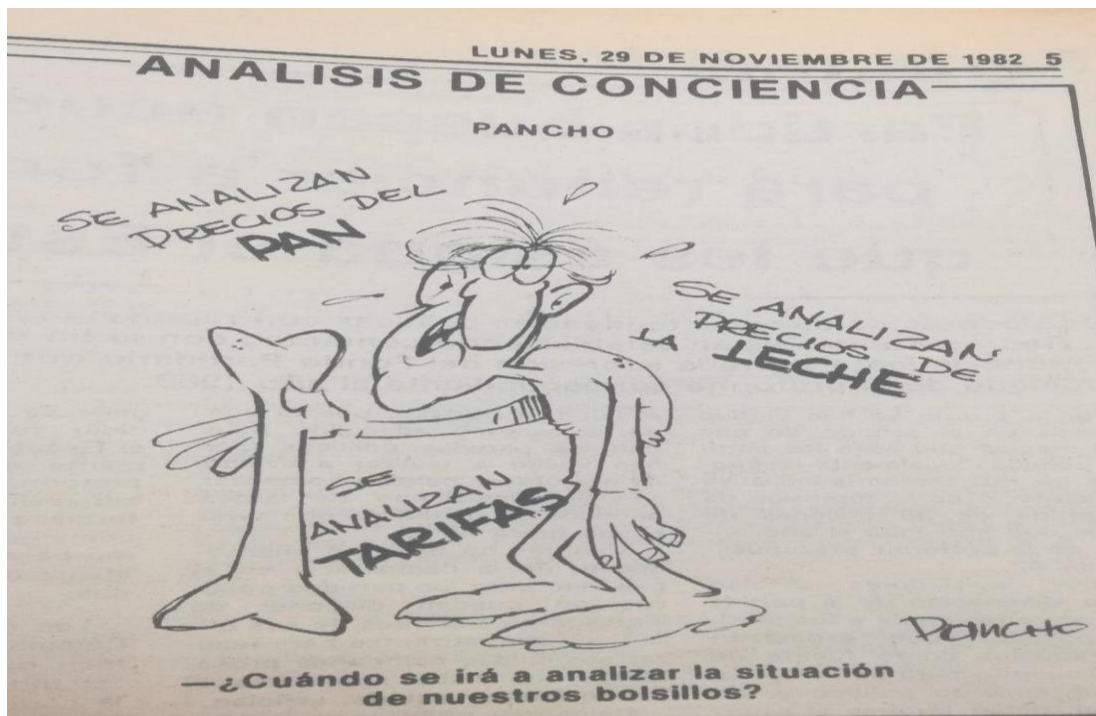 LUNES, 29 DE NOVIEMBRE DE 1982 5
ANALISIS DE CONCIENCIA
PANCHO
SE ANALIZAN
PRECIOS DEL
PAN
SE ANALIZAN
PRECIOS DE
LA LECHE
SE
ANALIZAN
TARIFAS
PANCHO
—¿Cuándo se irá a analizar la situación
de nuestros bolsillos?